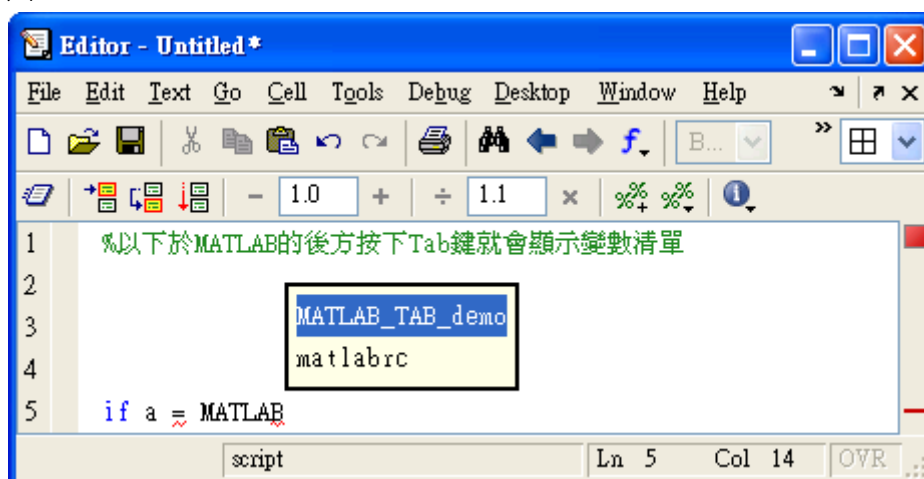 Editor - Untitled*
File Edit Text Go Cell Tools Debug Desktop Window Help
B... »
- 1.0 + ÷ 1.1 ×
1 %以下於MATLAB的後方按下Tab鍵就會顯示變數清單
2
MATLAB_TAB_demo
3
matlabrc
4
5 if a = MATLAB
script Ln 5 Col 14 OVR